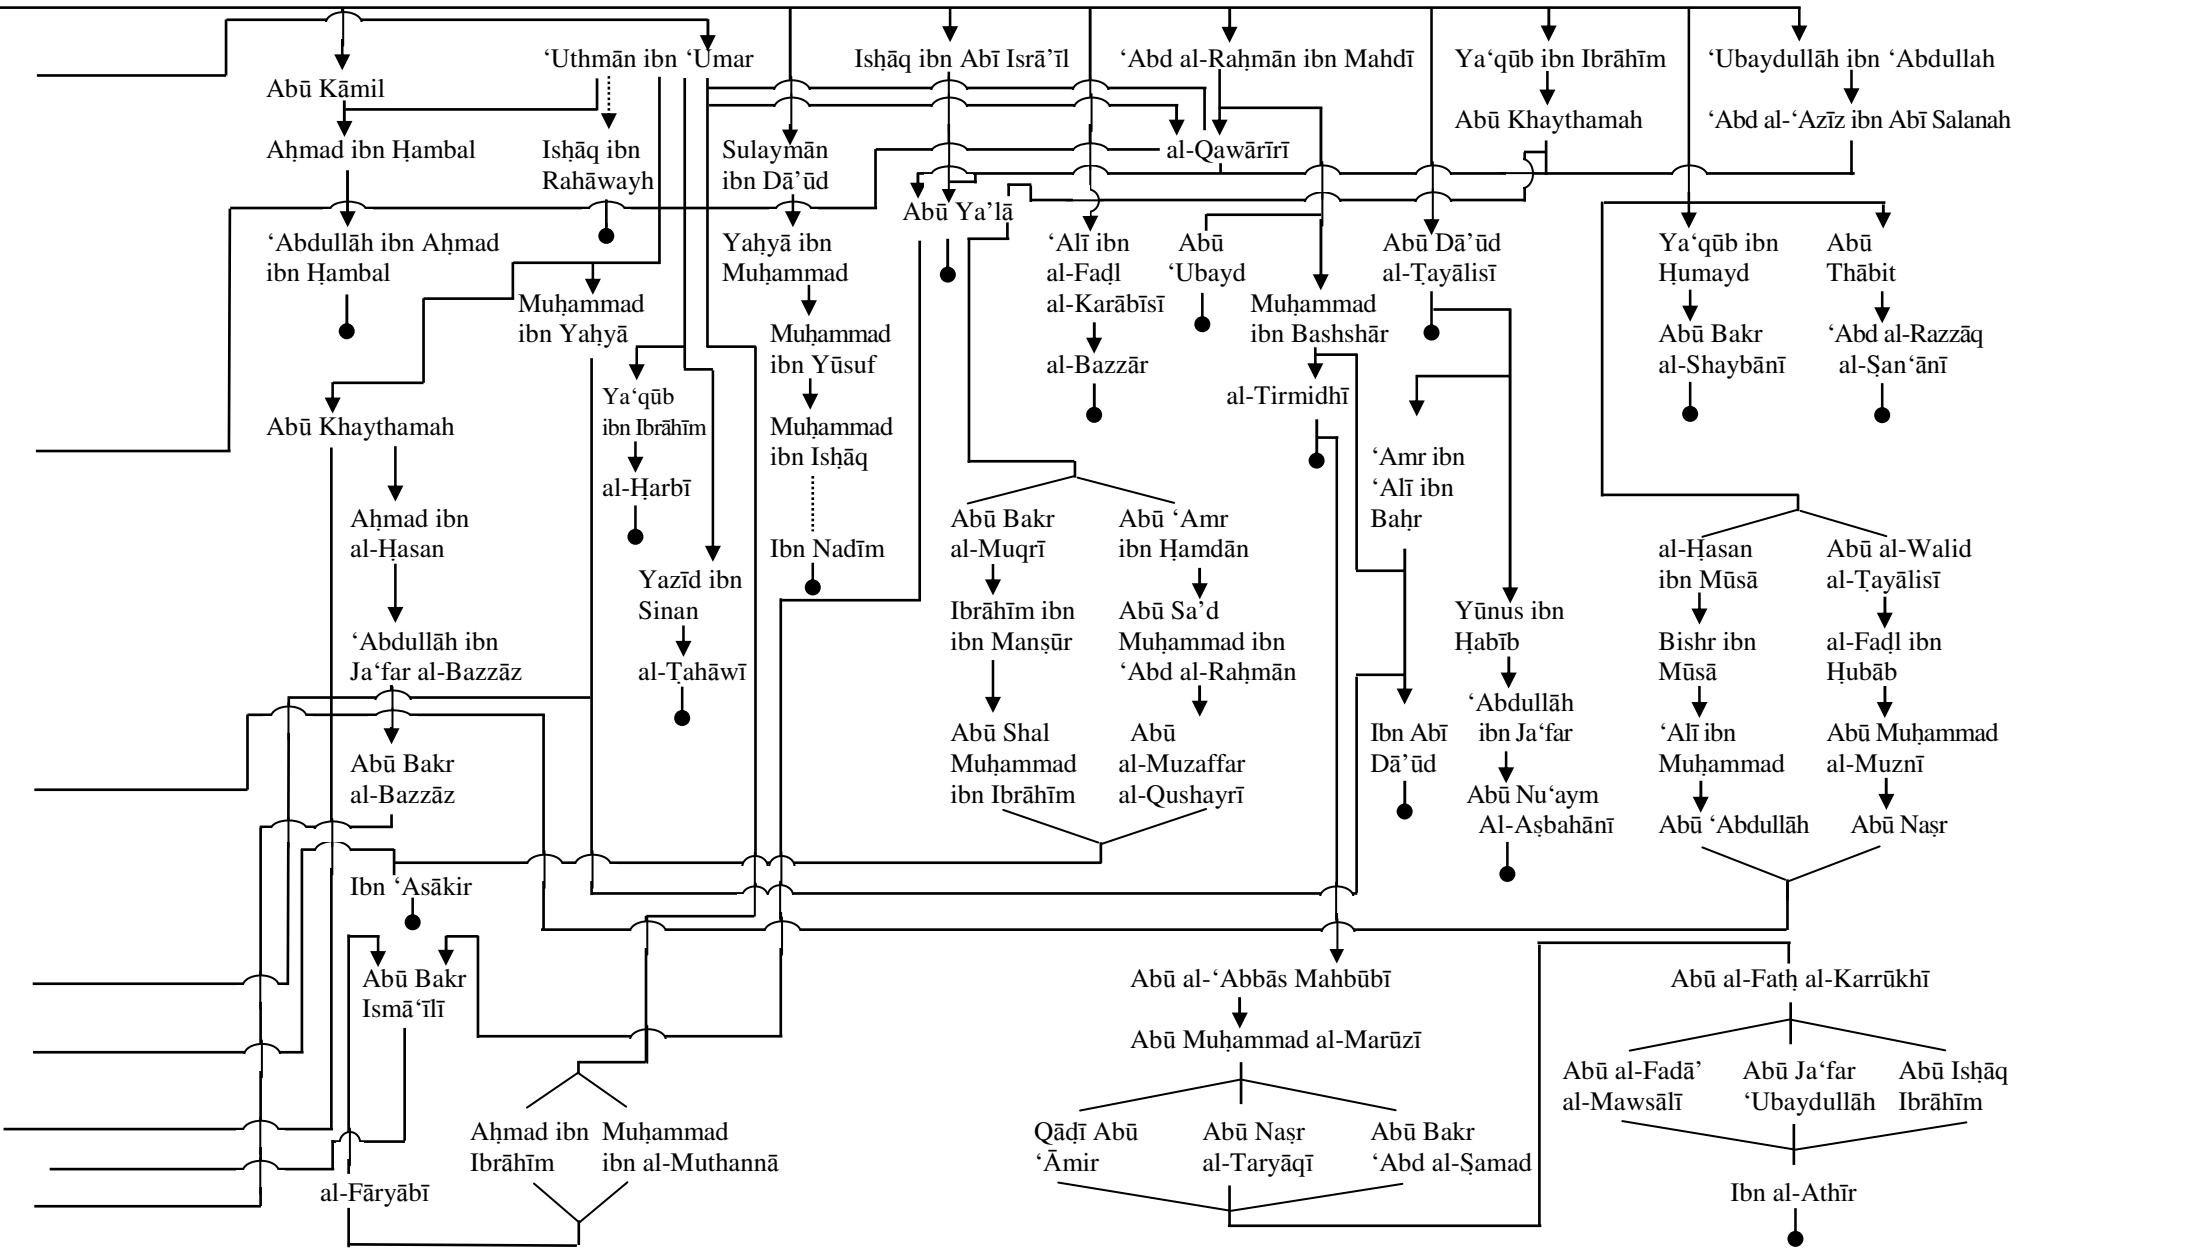 ‘Uthmān ibn ‘Umar
Isḥāq ibn Abī Isrā’īl
‘Abd al-Raḥmān ibn Mahdī
Ya‘qūb ibn Ibrāhīm
‘Ubaydullāh ibn ‘Abdullah
Abū Kāmil
Abū Khaythamah
‘Abd al-‘Azīz ibn Abī Salanah
Aḥmad ibn Ḥambal
Isḥāq ibn
Rahāwayh
Sulaymān
ibn Dā’ūd
al-Qawārīrī
Abū Ya’lā
‘Abdullāh ibn Aḥmad
ibn Ḥambal
Yaḥyā ibn
Muḥammad
‘Alī ibn
al-Faḍl
al-Karābīsī
Abū
‘Ubayd
Abū Dā’ūd
al-Ṭayālisī
Ya‘qūb ibn
Ḥumayd
Abū
Thābit
Muḥammad
ibn Yaḥyā
Muḥammad
ibn Bashshār
Muḥammad
ibn Yūsuf
al-Bazzār
Abū Bakr
al-Shaybānī
‘Abd al-Razzāq
al-Ṣan‘ānī
Ya‘qūb
ibn Ibrāhīm
al-Tirmidhī
Abū Khaythamah
Muḥammad
ibn Isḥāq
‘Amr ibn
‘Alī ibn
Baḥr
al-Ḥarbī
Aḥmad ibn
al-Ḥasan
Abū Bakr
al-Muqrī
Abū ‘Amr
ibn Ḥamdān
Ibn Nadīm
al-Ḥasan
ibn Mūsā
Abū al-Walid
al-Ṭayālisī
Yazīd ibn
Sinan
Ibrāhīm ibn
ibn Manṣūr
Abū Sa’d
Muḥammad ibn
‘Abd al-Raḥmān
Yūnus ibn
Ḥabīb
‘Abdullāh ibn
Ja‘far al-Bazzāz
al-Ṭahāwī
Bishr ibn
Mūsā
al-Faḍl ibn
Ḥubāb
‘Abdullāh
ibn Ja‘far
Abū Bakr
al-Bazzāz
Abū Shal
Muḥammad
ibn Ibrāhīm
Abū
al-Muzaffar
al-Qushayrī
Ibn Abī
Dā’ūd
‘Alī ibn
Muḥammad
Abū Muḥammad
al-Muznī
Abū Nu‘aym
Al-Aṣbahānī
Abū ‘Abdullāh
Abū Naṣr
Ibn ‘Asākir
Abū Bakr
Ismā‘īlī
Abū al-‘Abbās Mahbūbī
Abū al-Fatḥ al-Karrūkhī
Abū Muḥammad al-Marūzī
Abū al-Fadā’
al-Mawsālī
Abū Ja‘far
‘Ubaydullāh
Abū Isḥāq
Ibrāhīm
Aḥmad ibn
Ibrāhīm
Muḥammad
ibn al-Muthannā
Qāḍī Abū
‘Āmir
Abū Naṣr
al-Taryāqī
Abū Bakr
‘Abd al-Ṣamad
al-Fāryābī
Ibn al-Athīr